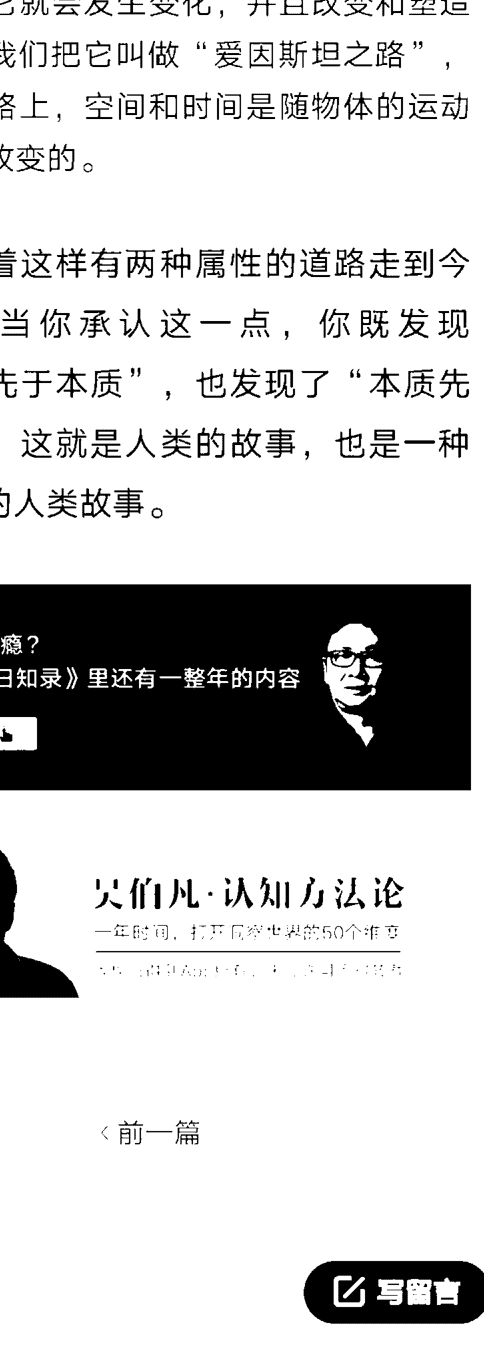 它就会发生变化，并且改变和塑造
我们把它叫做“爱因斯坦之路”，
路上，空间和时间是随物体的运动
改变的。
着这样有两种属性的道路走到今
当你承认这一点，你既发现
先于本质”，也发现了“本质先
这就是人类的故事，也是一种
的人类故事。
瘾？
日知录》里还有一整年的内容
吴伯凡·认知方法论
一年时间，打开洞察世界的50个维度
前一篇
写留言